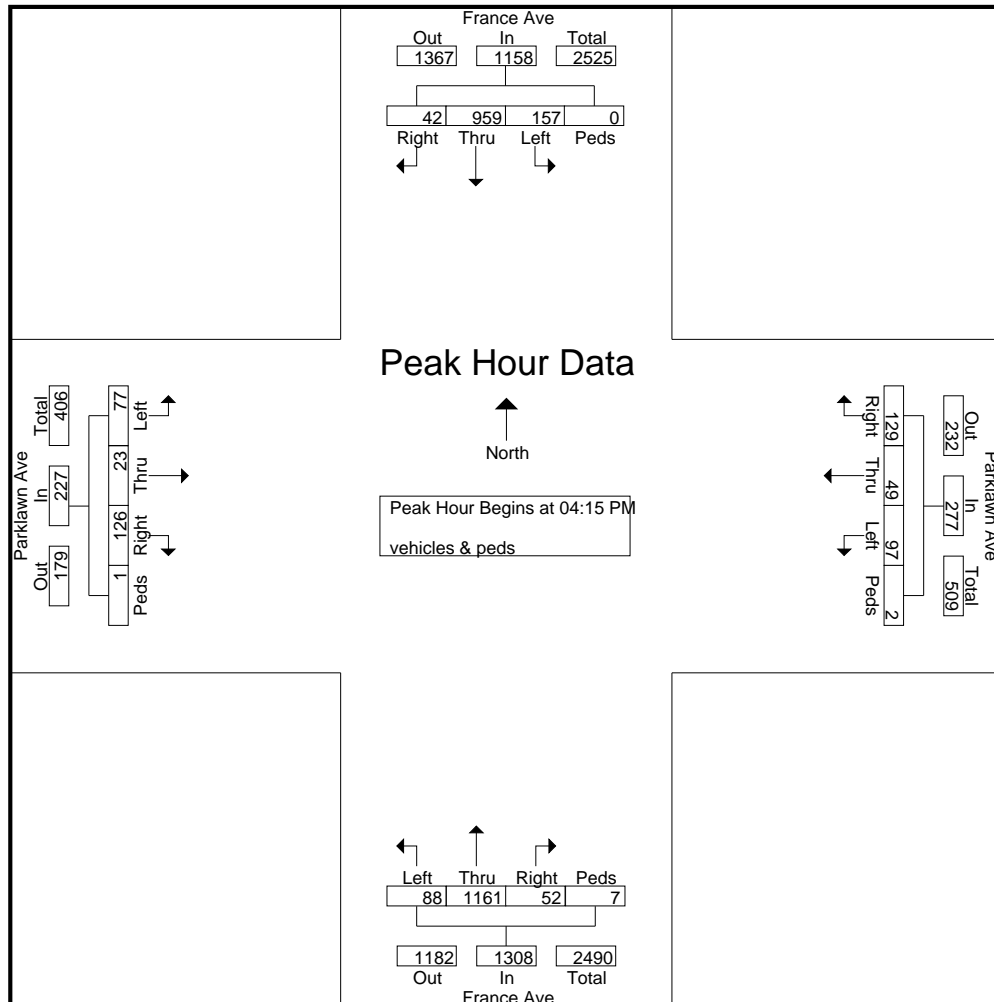 France Ave
Out In Total
1367 1158 2525
42 959 157 0
Right Thru Left Peds
Peak Hour Data
North
Peak Hour Begins at 04:15 PM
vehicles & peds
Parklawn Ave
Out In Total
179 227 406
Peds Right Thru Left
1 126 23 77
Parklawn Ave
Out In Total
232 277 509
Right Thru Left Peds
129 49 97 2
Left Thru Right Peds
88 1161 52 7
1182 1308 2490
Out In Total
France Ave